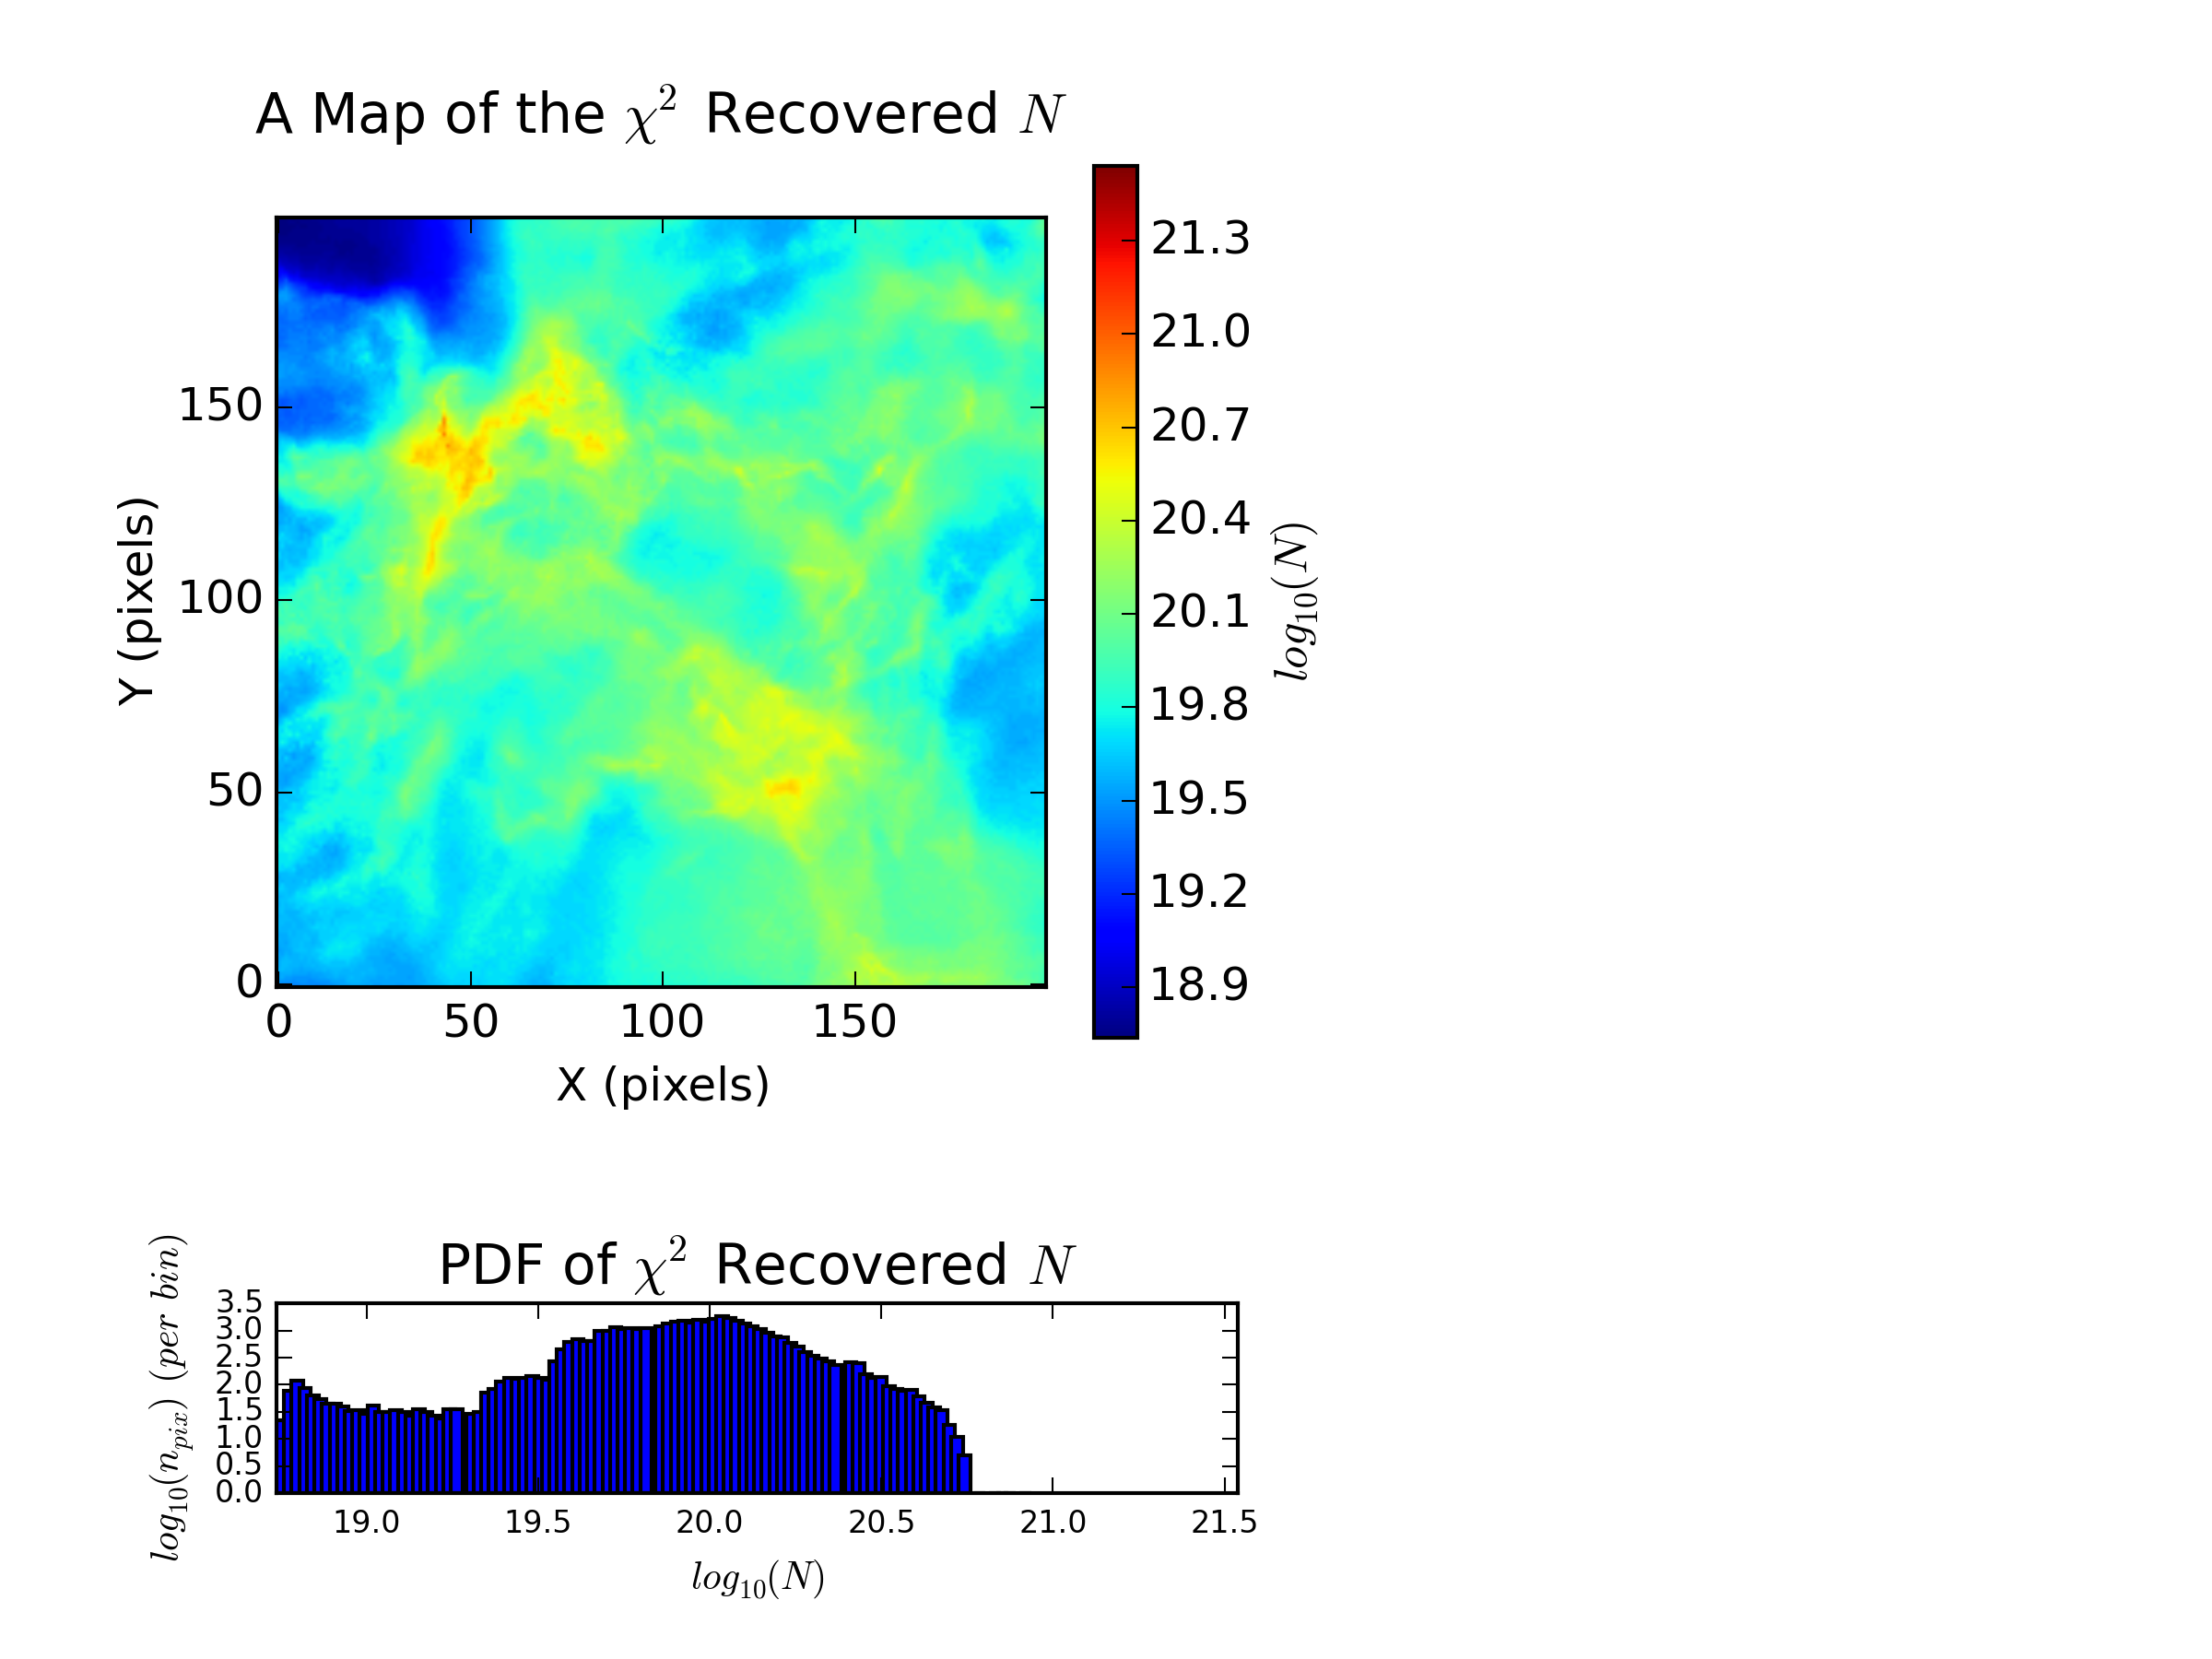 A Map of the χ² Recovered N
21.3
21.0
20.7
20.4
20.1
19.8
19.5
19.2
18.9
log₁₀(N)
Y (pixels)
150
100
50
0
0 50 100 150
X (pixels)
PDF of χ² Recovered N
log₁₀(n_pix) (per bin)
3.5
3.0
2.5
2.0
1.5
1.0
0.5
0.0
19.0 19.5 20.0 20.5 21.0 21.5
log₁₀(N)